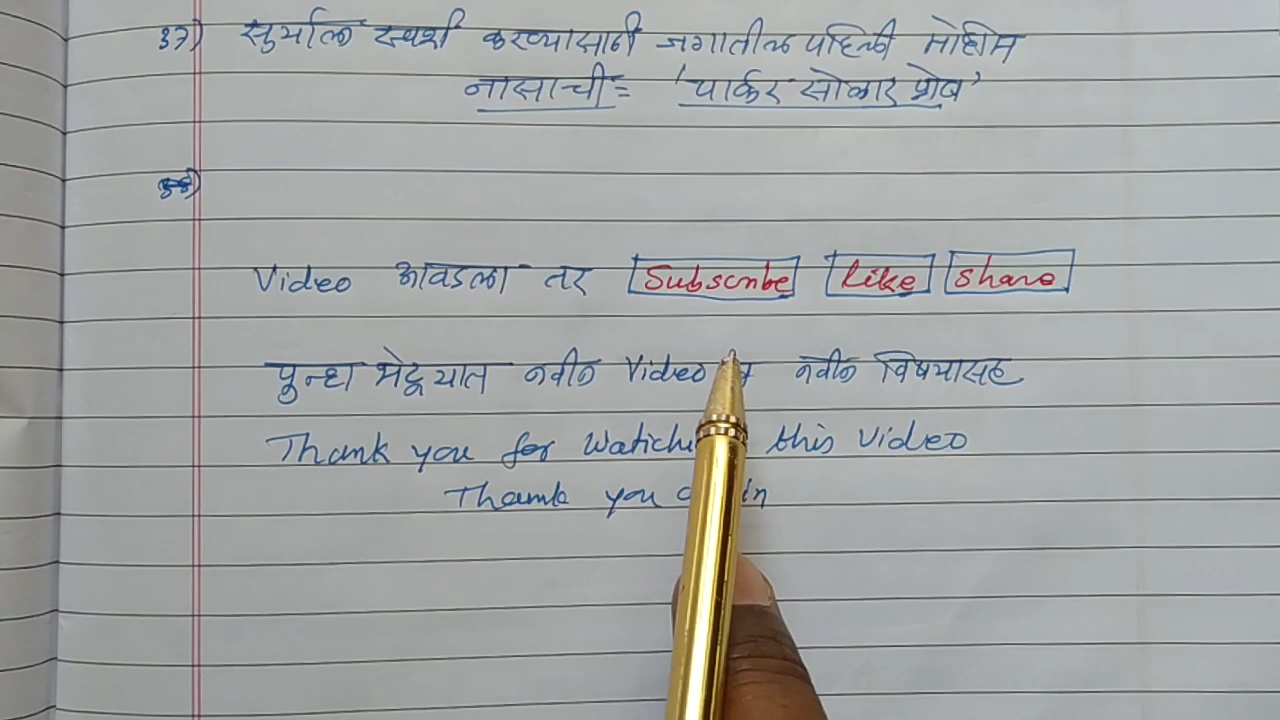 37) सुर्याला स्पर्श करण्यासाठी जगातील पहिली मोहिम
नासाची = 'पार्कर सोलार प्रोब'
Video आवडला तर Subscribe Like Share
पुन्हा भेटूयात नवीन Video नवीन विषयासह
Thank you for this Video
Thank you